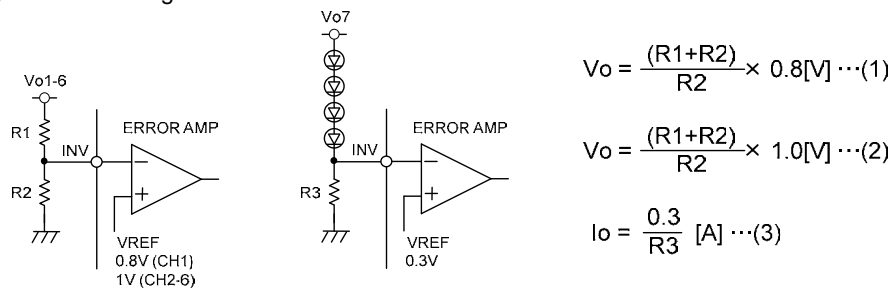 Vo1-6
R1
INV
ERROR AMP
−
+
R2
VREF
0.8V (CH1)
1V (CH2-6)
Vo7
INV
ERROR AMP
−
+
R3
VREF
0.3V
Vo = (R1+R2) / R2 × 0.8[V] ···(1)
Vo = (R1+R2) / R2 × 1.0[V] ···(2)
Io = 0.3 / R3 [A] ···(3)